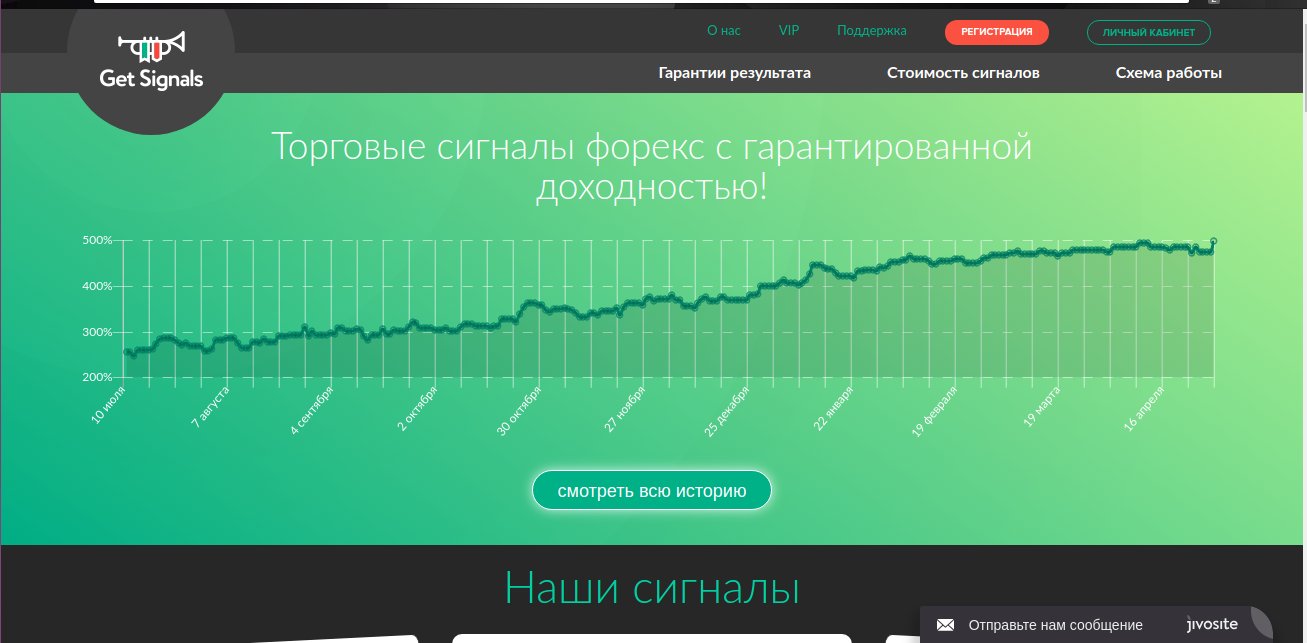 О нас VIP Поддержка РЕГИСТРАЦИЯ ЛИЧНЫЙ КАБИНЕТ
Get Signals
Гарантии результата Стоимость сигналов Схема работы
Торговые сигналы форекс с гарантированной
доходностью!
500%
400%
300%
200%
10 июля 7 августа 4 сентября 2 октября 30 октября 27 ноября 25 декабря 22 января 19 февраля 19 марта 16 апреля
смотреть всю историю
Наши сигналы
Отправьте нам сообщение jivosite